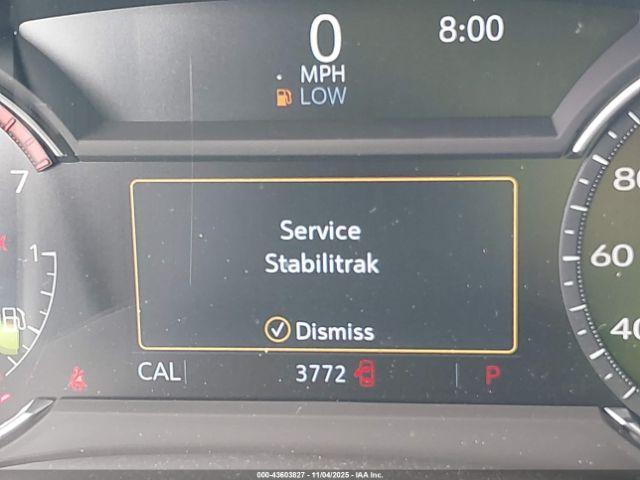 0
8:00
MPH
LOW
7
80
Service
Stabilitrak
1
60
Dismiss
40
CAL
3772
P
000-43603827 - 11/04/2025 - IAA Inc.